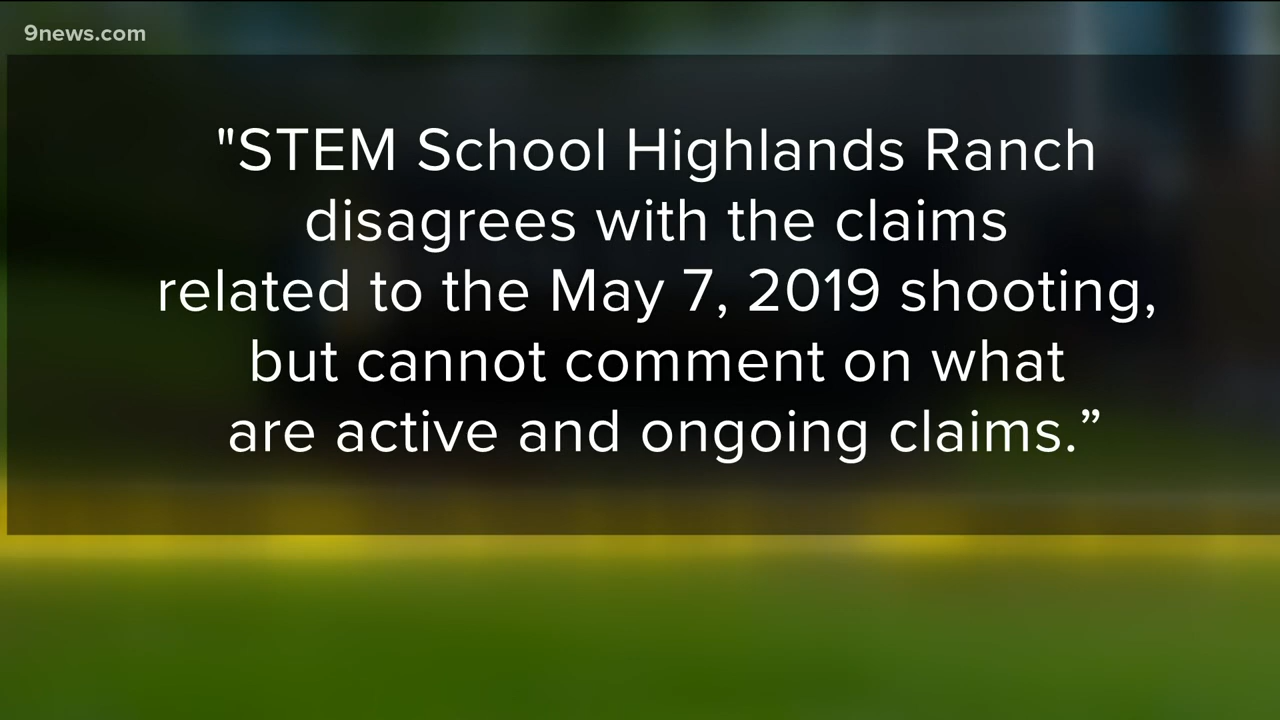 9news.com
"STEM School Highlands Ranch
disagrees with the claims
related to the May 7, 2019 shooting,
but cannot comment on what
are active and ongoing claims.”